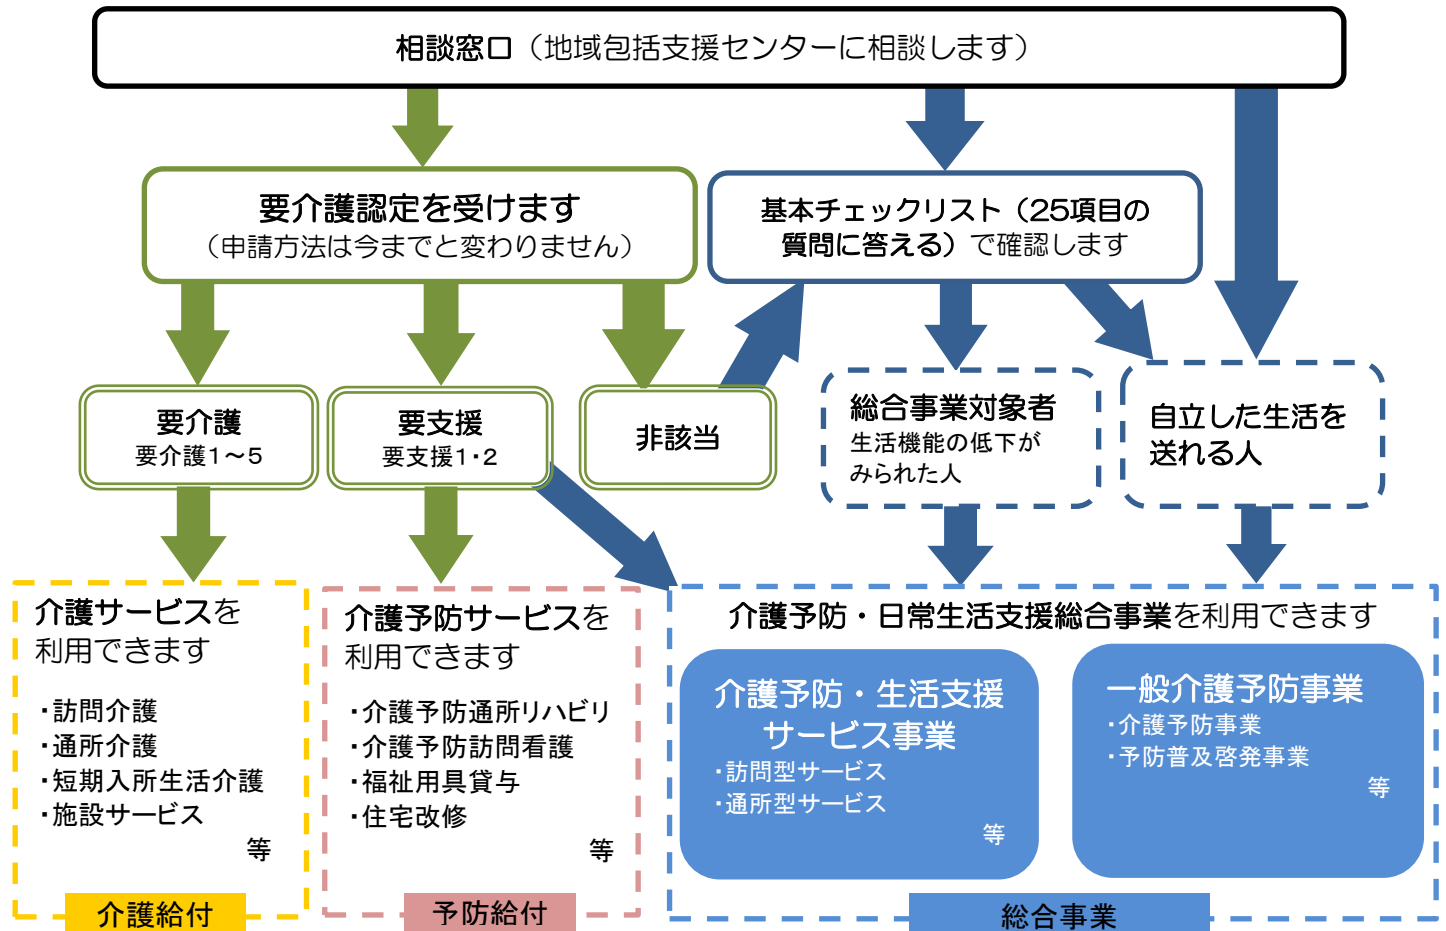 相談窓口（地域包括支援センターに相談します）
要介護認定を受けます
（申請方法は今までと変わりません）
基本チェックリスト（25項目の
質問に答える）で確認します
要介護
要介護1～5
要支援
要支援1・2
非該当
総合事業対象者
生活機能の低下が
みられた人
自立した生活を
送れる人
介護サービスを
利用できます
・訪問介護
・通所介護
・短期入所生活介護
・施設サービス
等
介護給付
介護予防サービスを
利用できます
・介護予防通所リハビリ
・介護予防訪問看護
・福祉用具貸与
・住宅改修
等
予防給付
介護予防・日常生活支援総合事業を利用できます
介護予防・生活支援
サービス事業
・訪問型サービス
・通所型サービス
等
一般介護予防事業
・介護予防事業
・予防普及啓発事業
等
総合事業